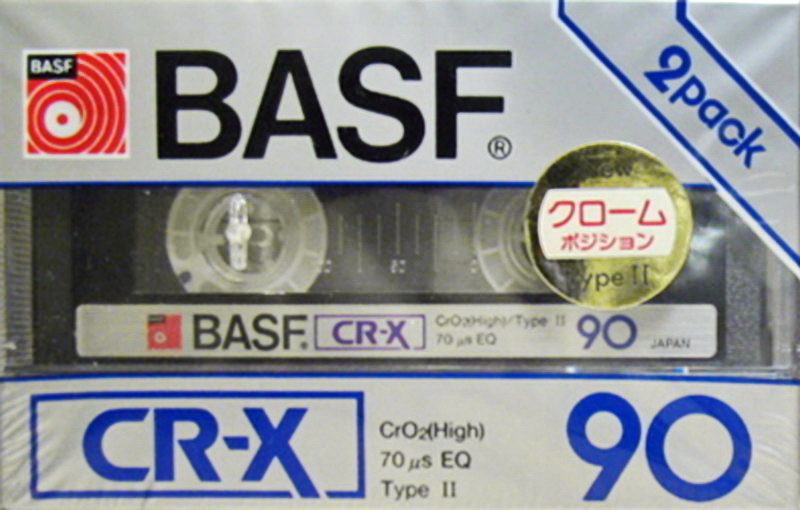 BASF
BASF®
2pack
クローム
ポジション
Type II
BASF® CR-X CrO2(High)/Type II 90
70 µs EQ
JAPAN
CR-X
CrO2(High)
70 µs EQ
Type II
90